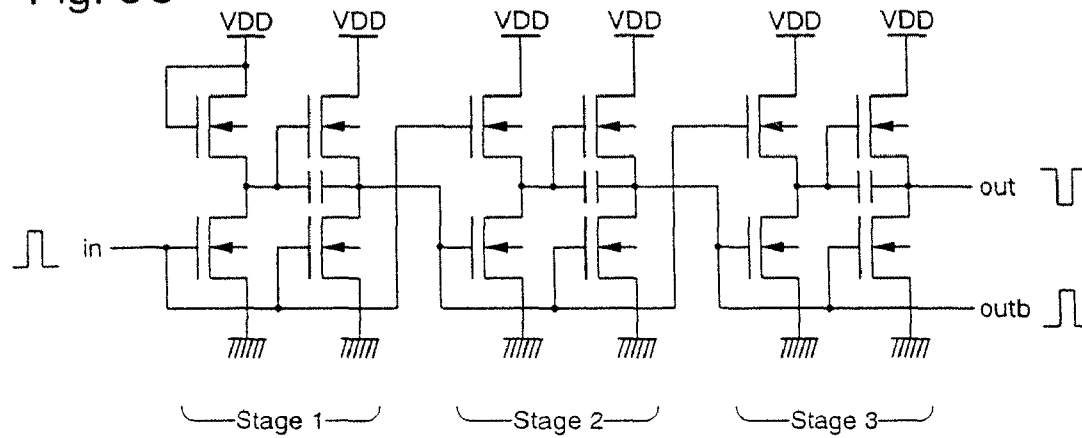 VDD VDD VDD VDD VDD VDD
out
in
outb
Stage 1 Stage 2 Stage 3